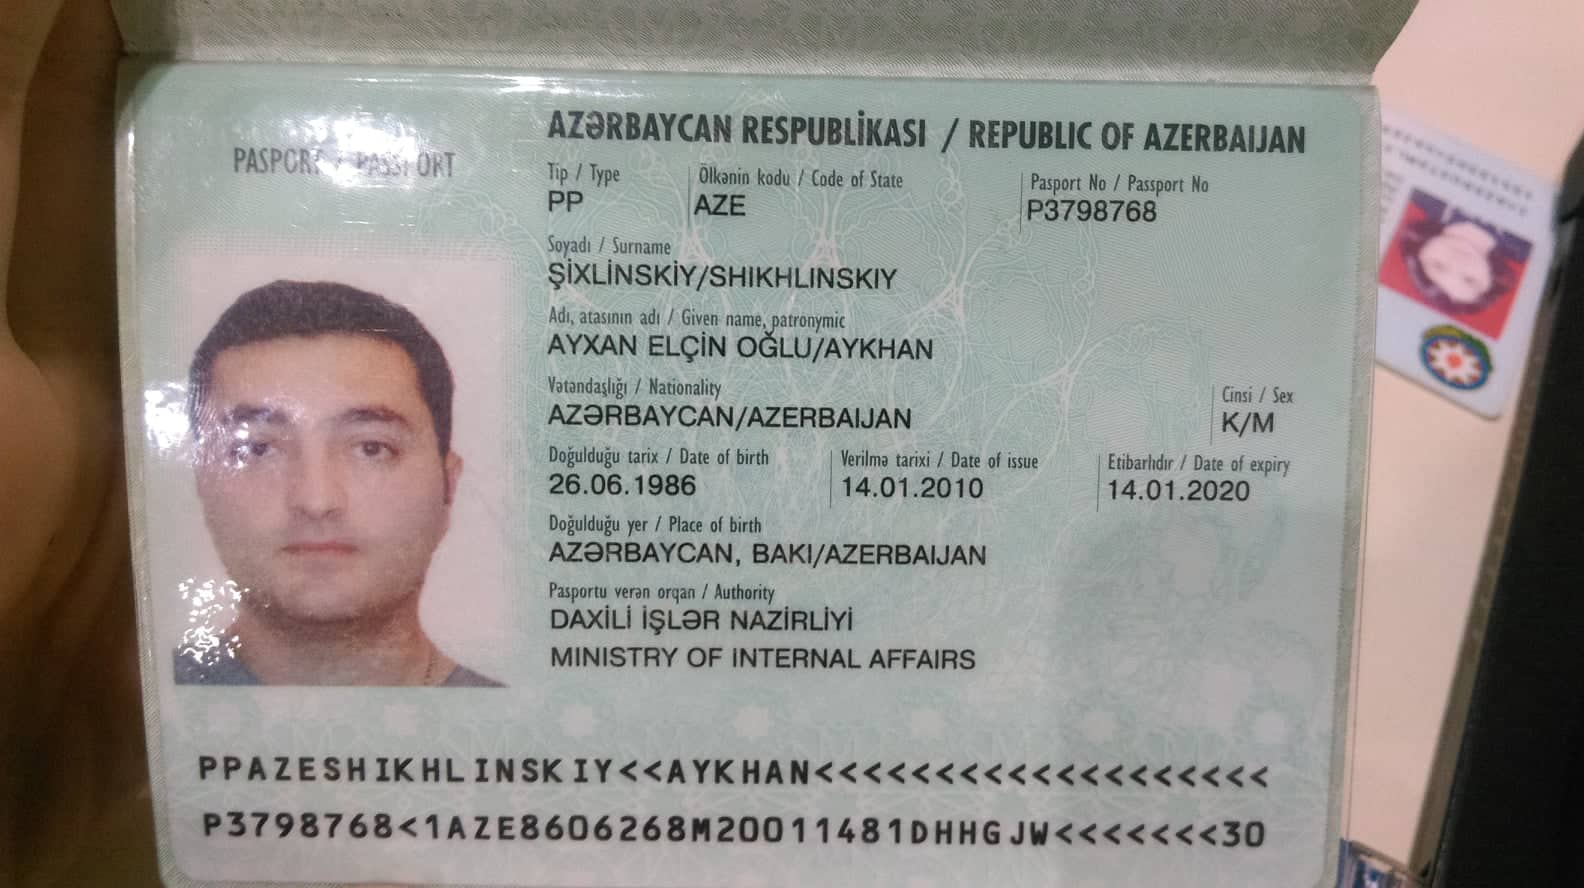 PASPORT / PASSPORT
AZƏRBAYCAN RESPUBLİKASI / REPUBLIC OF AZERBAIJAN
Tip / Type
PP
Ölkənin kodu / Code of State
AZE
Pasport No / Passport No
P3798768
Soyadı / Surname
ŞİXLİNSKİY/SHIKHLINSKIY
Adı, atasının adı / Given name, patronymic
AYXAN ELÇİN OĞLU/AYKHAN
Vətəndaşlığı / Nationality
AZƏRBAYCAN/AZERBAIJAN
Cinsi / Sex
K/M
Doğulduğu tarix / Date of birth
26.06.1986
Verilmə tarixi / Date of issue
14.01.2010
Etibarlıdır / Date of expiry
14.01.2020
Doğulduğu yer / Place of birth
AZƏRBAYCAN, BAKI/AZERBAIJAN
Pasportu verən orqan / Authority
DAXİLİ İŞLƏR NAZİRLİYİ
MINISTRY OF INTERNAL AFFAIRS
PPAZESHIKHLINSKIY<<AYKHAN<<<<<<<<<<<<<<<<<<<
P3798768<1AZE8606268M20011481DHHGJW<<<<<<<30